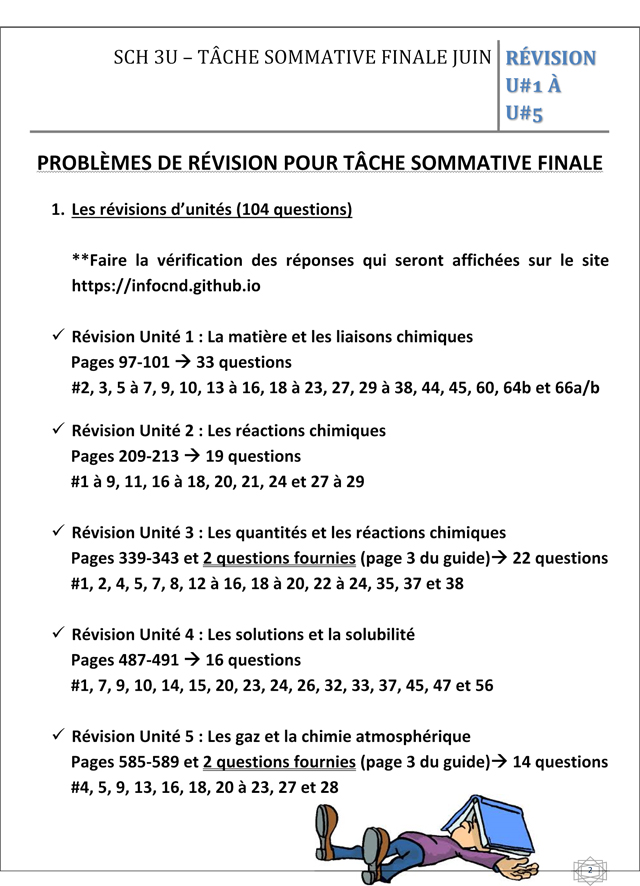 SCH 3U – TÂCHE SOMMATIVE FINALE JUIN
RÉVISION
U#1 À
U#5
PROBLÈMES DE RÉVISION POUR TÂCHE SOMMATIVE FINALE
1. Les révisions d’unités (104 questions)
**Faire la vérification des réponses qui seront affichées sur le site
https://infocnd.github.io
✓ Révision Unité 1 : La matière et les liaisons chimiques
Pages 97-101 → 33 questions
#2, 3, 5 à 7, 9, 10, 13 à 16, 18 à 23, 27, 29 à 38, 44, 45, 60, 64b et 66a/b
✓ Révision Unité 2 : Les réactions chimiques
Pages 209-213 → 19 questions
#1 à 9, 11, 16 à 18, 20, 21, 24 et 27 à 29
✓ Révision Unité 3 : Les quantités et les réactions chimiques
Pages 339-343 et 2 questions fournies (page 3 du guide)→ 22 questions
#1, 2, 4, 5, 7, 8, 12 à 16, 18 à 20, 22 à 24, 35, 37 et 38
✓ Révision Unité 4 : Les solutions et la solubilité
Pages 487-491 → 16 questions
#1, 7, 9, 10, 14, 15, 20, 23, 24, 26, 32, 33, 37, 45, 47 et 56
✓ Révision Unité 5 : Les gaz et la chimie atmosphérique
Pages 585-589 et 2 questions fournies (page 3 du guide)→ 14 questions
#4, 5, 9, 13, 16, 18, 20 à 23, 27 et 28
2